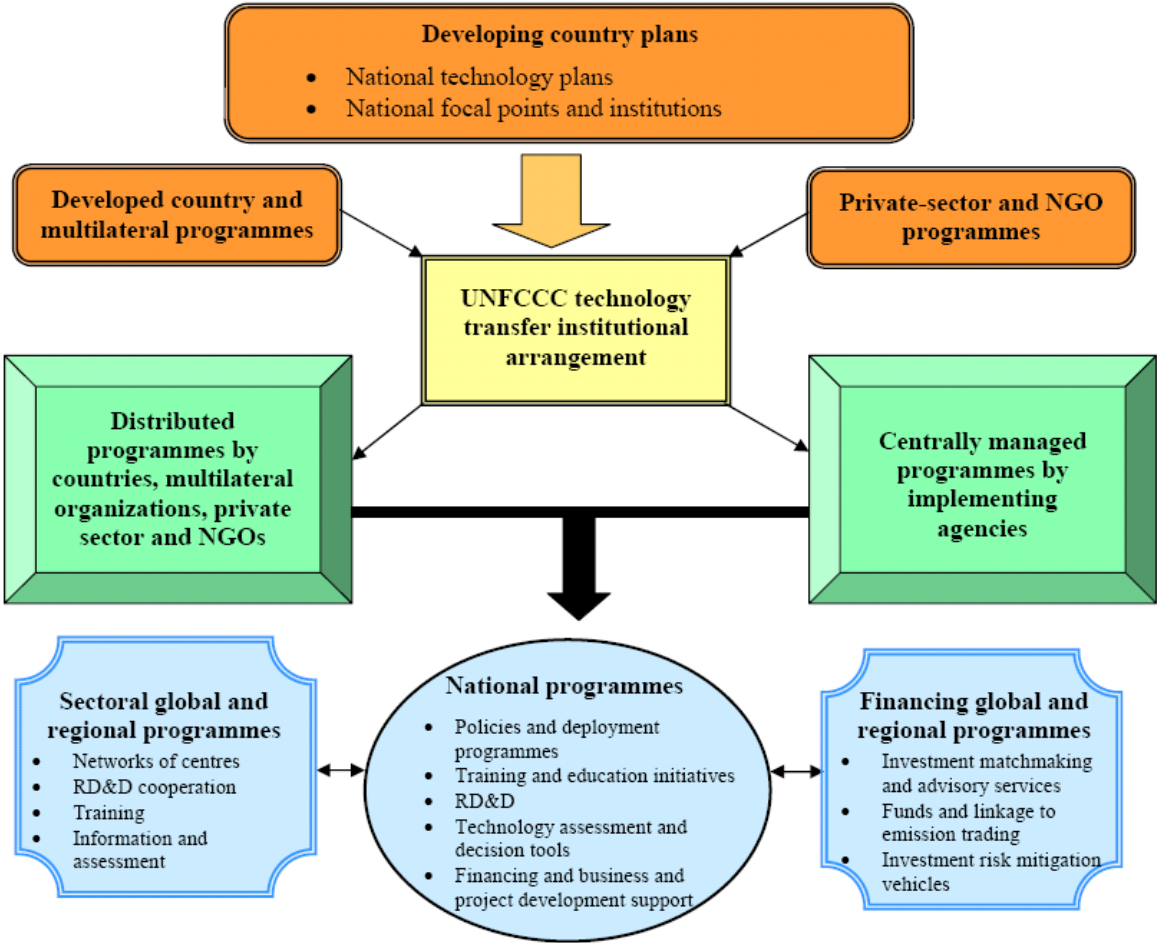 Developing country plans
• National technology plans
• National focal points and institutions
Developed country and
multilateral programmes
Private-sector and NGO
programmes
UNFCCC technology
transfer institutional
arrangement
Distributed
programmes by
countries, multilateral
organizations, private
sector and NGOs
Centrally managed
programmes by
implementing
agencies
Sectoral global and
regional programmes
• Networks of centres
• RD&D cooperation
• Training
• Information and
assessment
National programmes
• Policies and deployment
programmes
• Training and education initiatives
• RD&D
• Technology assessment and
decision tools
• Financing and business and
project development support
Financing global and
regional programmes
• Investment matchmaking
and advisory services
• Funds and linkage to
emission trading
• Investment risk mitigation
vehicles